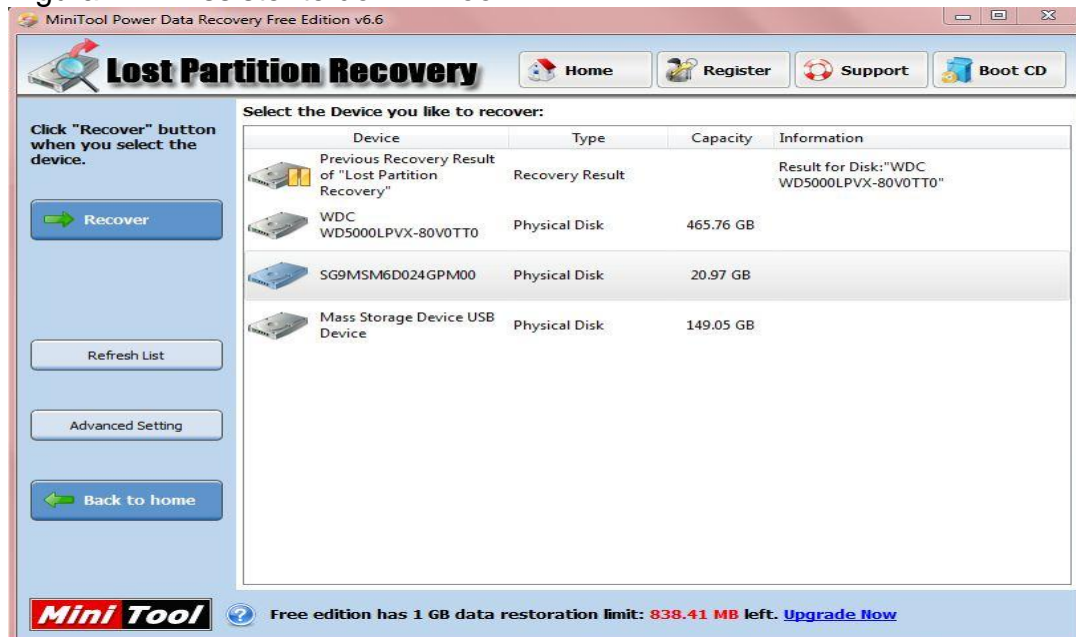 MiniTool Power Data Recovery Free Edition v6.6
Lost Partition Recovery
Home
Register
Support
Boot CD
Click "Recover" button
when you select the
device.
Recover
Refresh List
Advanced Setting
Back to home
Select the Device you like to recover:
Device Type Capacity Information
Previous Recovery Result
of "Lost Partition
Recovery"
Recovery Result
Result for Disk:"WDC
WD5000LPVX-80V0TT0"
WDC
WD5000LPVX-80V0TT0
Physical Disk
465.76 GB
SG9MSM6D024GPM00
Physical Disk
20.97 GB
Mass Storage Device USB
Device
Physical Disk
149.05 GB
Mini Tool
Free edition has 1 GB data restoration limit: 838.41 MB left. Upgrade Now